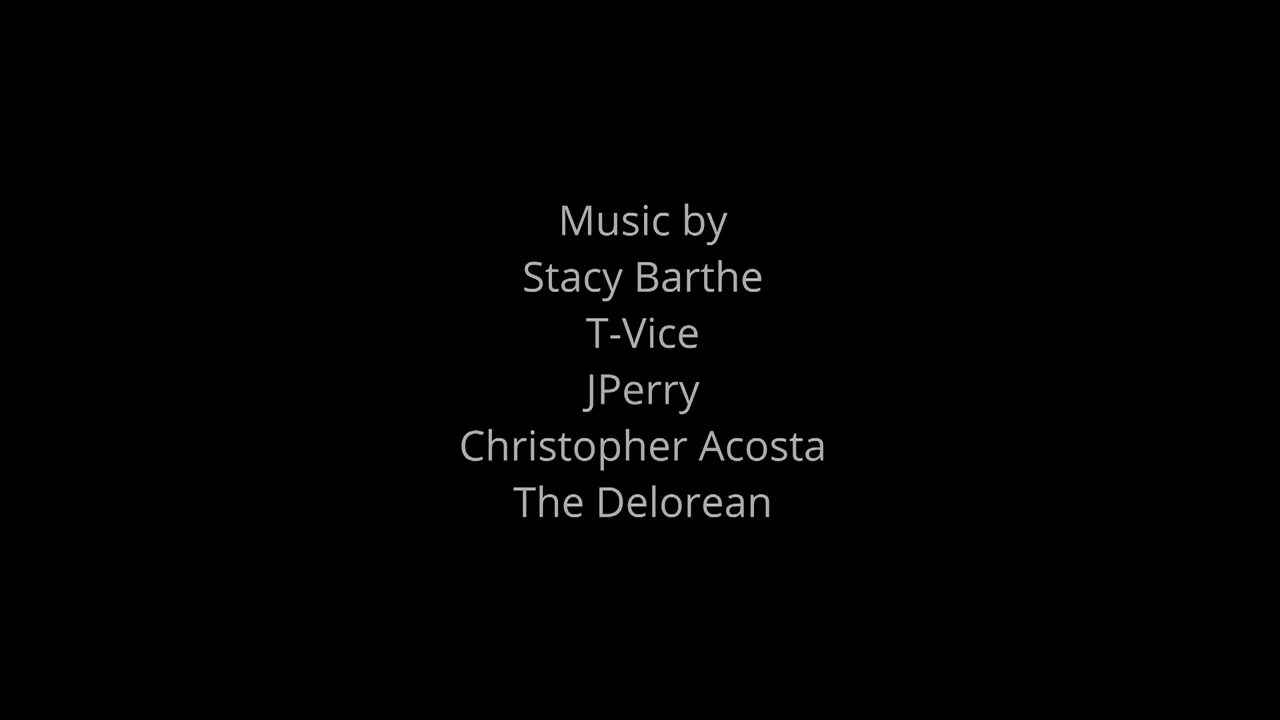 Music by
Stacy Barthe
T-Vice
JPerry
Christopher Acosta
The Delorean